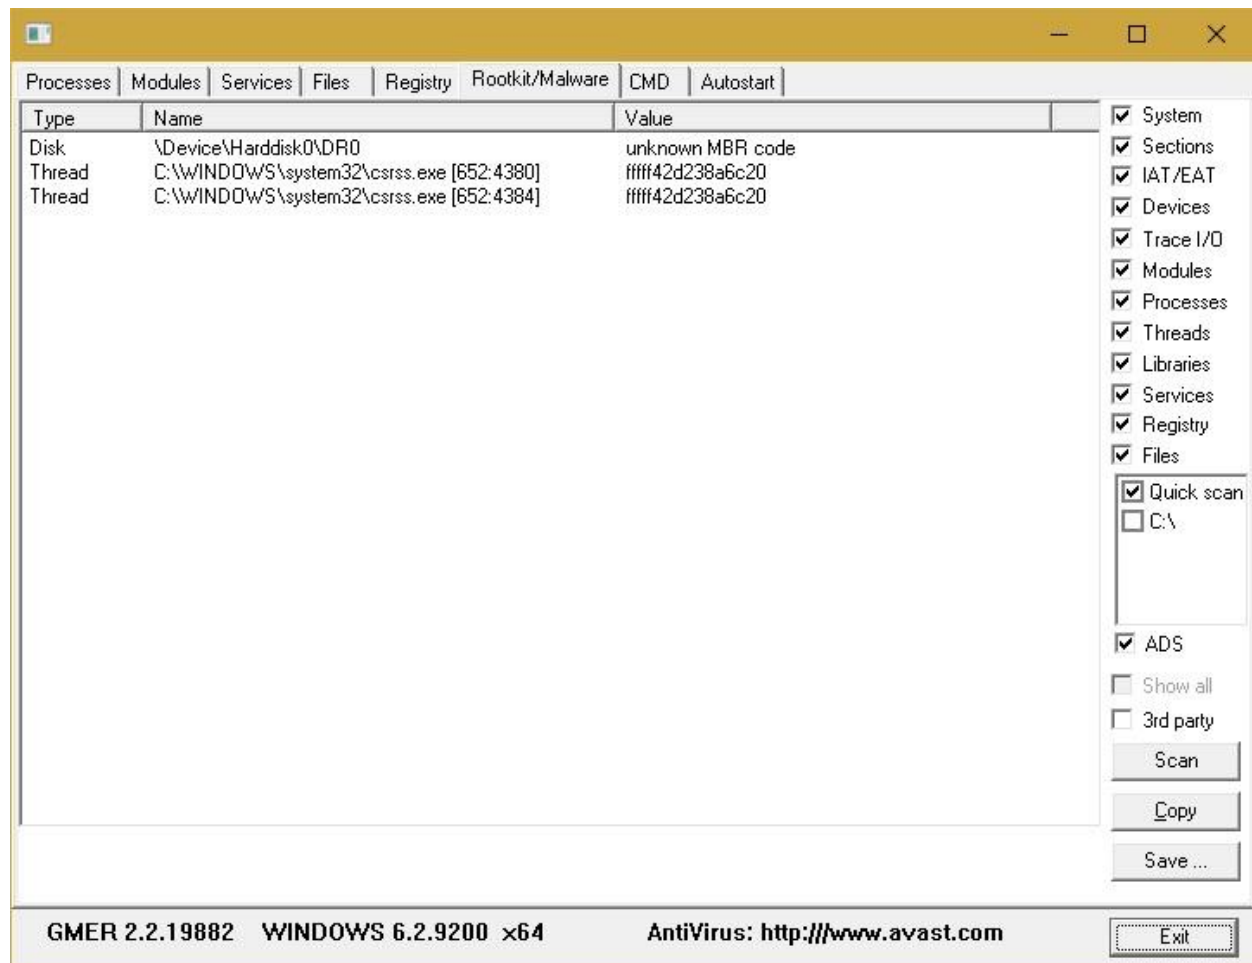 Processes Modules Services Files Registry Rootkit/Malware CMD Autostart
Type Name Value
Disk \Device\Harddisk0\DR0 unknown MBR code
Thread C:\WINDOWS\system32\csrss.exe [652:4380] fffff42d238a6c20
Thread C:\WINDOWS\system32\csrss.exe [652:4384] fffff42d238a6c20
System
Sections
IAT/EAT
Devices
Trace I/O
Modules
Processes
Threads
Libraries
Services
Registry
Files
Quick scan
C:\
ADS
Show all
3rd party
Scan
Copy
Save ...
GMER 2.2.19882 WINDOWS 6.2.9200 x64 AntiVirus: http:///www.avast.com Exit